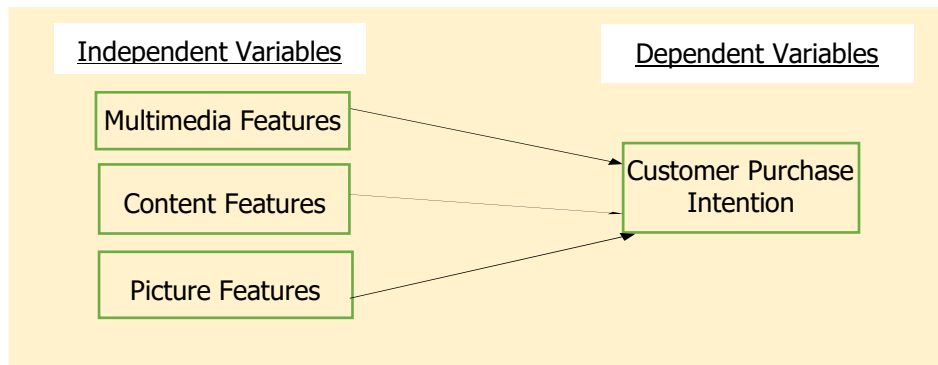 Independent Variables
Dependent Variables
Multimedia Features
Content Features
Picture Features
Customer Purchase
Intention